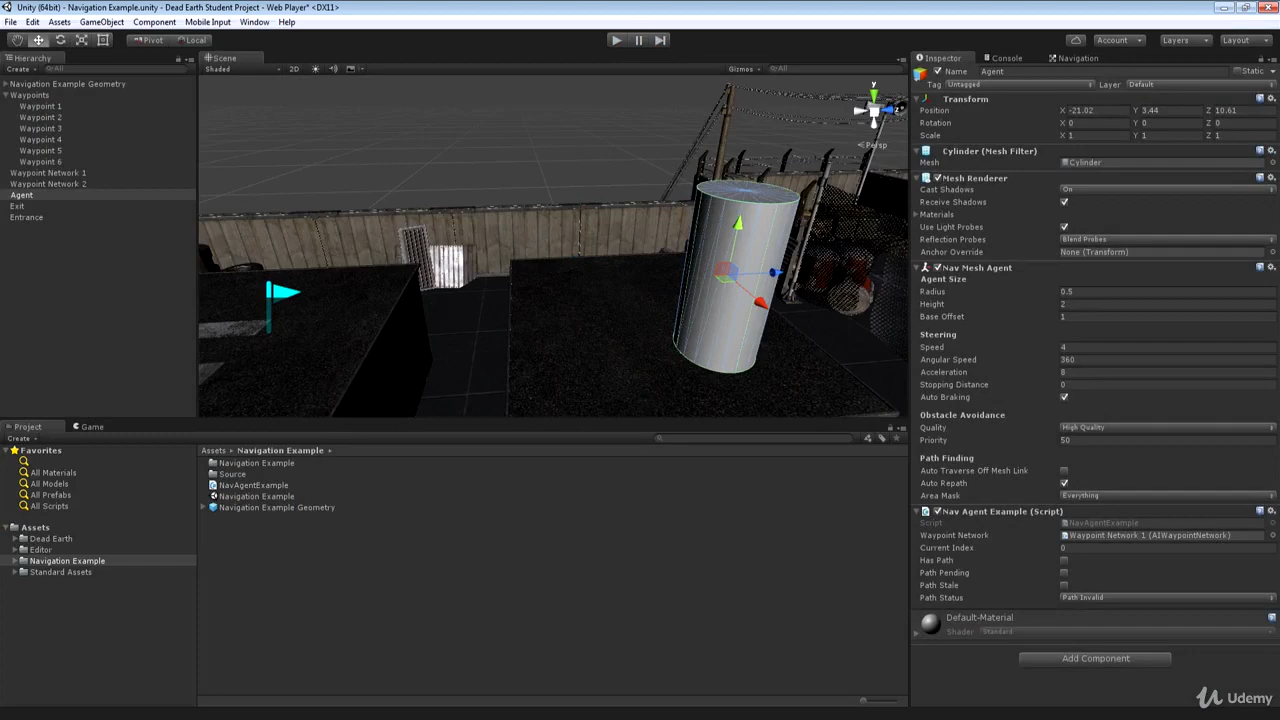 Unity (64bit) - Navigation Example.unity - Dead Earth Student Project - Web Player* <DX11>
File Edit Assets GameObject Component Mobile Input Window Help
Pivot Local Account Layers Layout
Hierarchy
Create All
Navigation Example Geometry
Waypoints
Waypoint 1
Waypoint 2
Waypoint 3
Waypoint 4
Waypoint 5
Waypoint 6
Waypoint Network 1
Waypoint Network 2
Agent
Exit
Entrance
Scene
Shaded 2D Gizmos All
y
z
Persp
Project Game
Create
Favorites
All Materials
All Models
All Prefabs
All Scripts
Assets
Dead Earth
Editor
Navigation Example
Standard Assets
Assets Navigation Example
Navigation Example
Source
NavAgentExample
Navigation Example
Navigation Example Geometry
Inspector Console Navigation
Name Agent Static
Tag Untagged Layer Default
Transform
Position X -21.02 Y 3.44 Z 10.61
Rotation X 0 Y 0 Z 0
Scale X 1 Y 1 Z 1
Cylinder (Mesh Filter)
Mesh Cylinder
Mesh Renderer
Cast Shadows On
Receive Shadows
Materials
Use Light Probes
Reflection Probes Blend Probes
Anchor Override None (Transform)
Nav Mesh Agent
Agent Size
Radius 0.5
Height 2
Base Offset 1
Steering
Speed 4
Angular Speed 360
Acceleration 8
Stopping Distance 0
Auto Braking
Obstacle Avoidance
Quality High Quality
Priority 50
Path Finding
Auto Traverse Off Mesh Link
Auto Repath
Area Mask Everything
Nav Agent Example (Script)
Script NavAgentExample
Waypoint Network Waypoint Network 1 (AIWaypointNetwork)
Current Index 0
Has Path
Path Pending
Path Stale
Path Status Path Invalid
Default-Material
Shader Standard
Add Component
Udemy